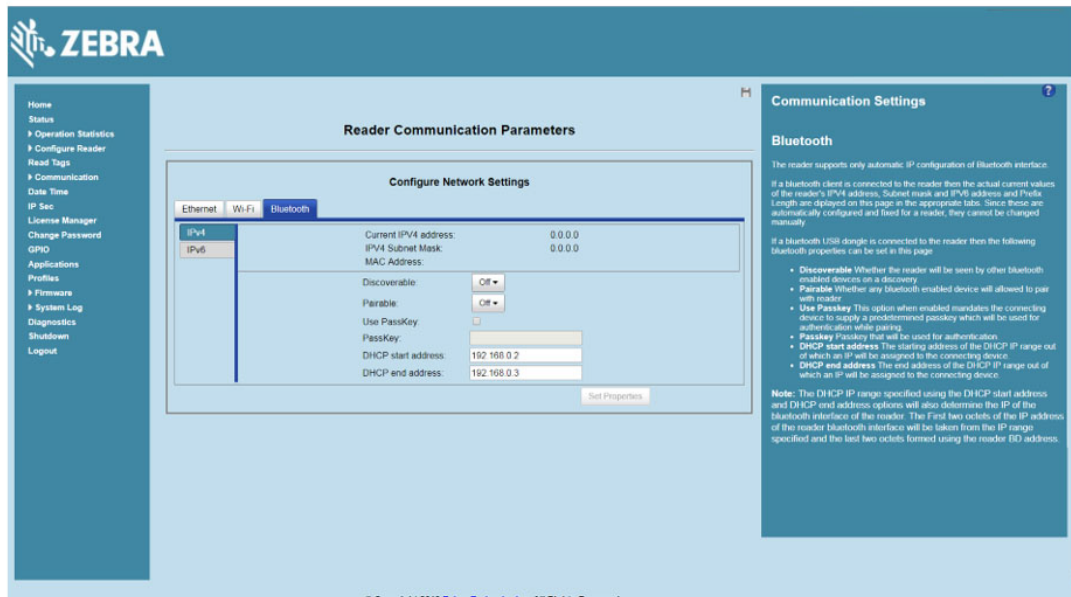 ZEBRA
Home
Status
Operation Statistics
Configure Reader
Read Tags
Communication
Date Time
IP Sec
License Manager
Change Password
GPIO
Applications
Profiles
Firmware
System Log
Diagnostics
Shutdown
Logout
Reader Communication Parameters
Configure Network Settings
Ethernet Wi-Fi Bluetooth
IPv4
IPv6
Current IPV4 address: 0.0.0.0
IPV4 Subnet Mask: 0.0.0.0
MAC Address:
Discoverable: Off
Pairable: Off
Use PassKey
PassKey:
DHCP start address: 192.168.0.2
DHCP end address: 192.168.0.3
Set Properties
?
Communication Settings
Bluetooth
The reader supports only automatic IP configuration of Bluetooth interface.
If a bluetooth client is connected to the reader then the actual current values
of the reader's IPV4 address, Subnet mask and IPV6 address and Prefix
Length are diplayed on this page in the appropriate tabs. Since these are
automatically configured and fixed for a reader, they cannot be changed
manually
If a bluetooth USB dongle is connected to the reader then the following
bluetooth properties can be set in this page
• Discoverable Whether the reader will be seen by other bluetooth
enabled devices on a discovery.
• Pairable Whether any bluetooth enabled device will allowed to pair
with reader.
• Use Passkey This option when enabled mandates the connecting
device to supply a predetermined passkey which will be used for
authentication while pairing.
• Passkey Passkey that will be used for authentication.
• DHCP start address The starting address of the DHCP IP range out
of which an IP will be assigned to the connecting device.
• DHCP end address The end address of the DHCP IP range out of
which an IP will be assigned to the connecting device.
Note: The DHCP IP range specified using the DHCP start address
and DHCP end address options will also determine the IP of the
bluetooth interface of the reader. The First two octets of the IP address
of the reader bluetooth interface will be taken from the IP range
specified and the last two octets formed using the reader BD address.